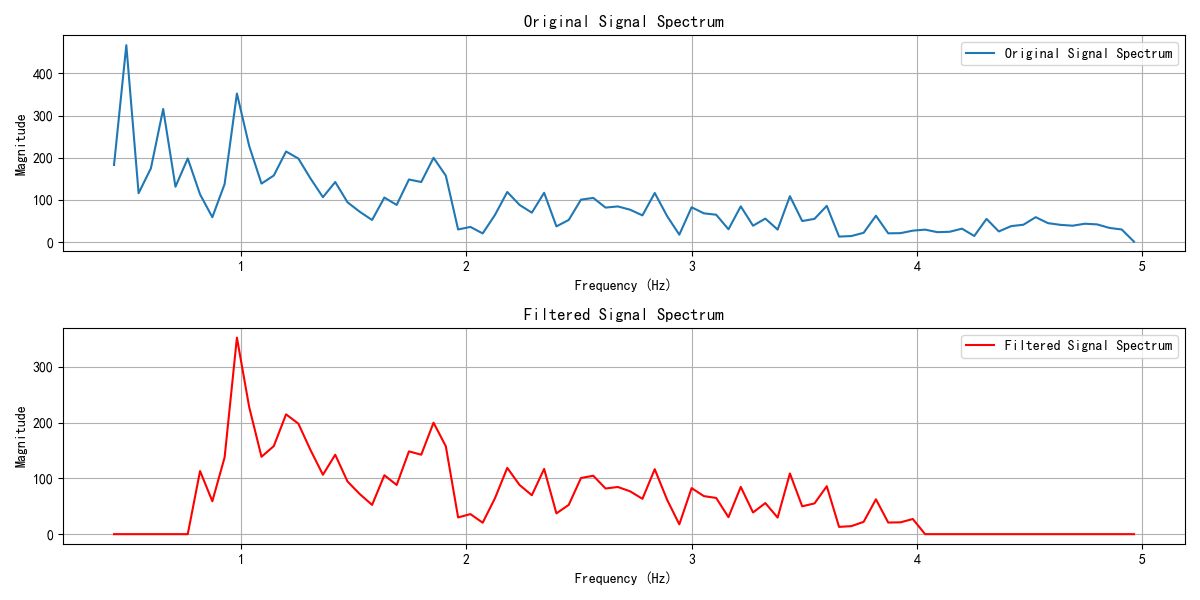 Original Signal Spectrum
Original Signal Spectrum
Magnitude
400
300
200
100
0
1 2 3 4 5
Frequency (Hz)
Filtered Signal Spectrum
Filtered Signal Spectrum
Magnitude
300
200
100
0
1 2 3 4 5
Frequency (Hz)